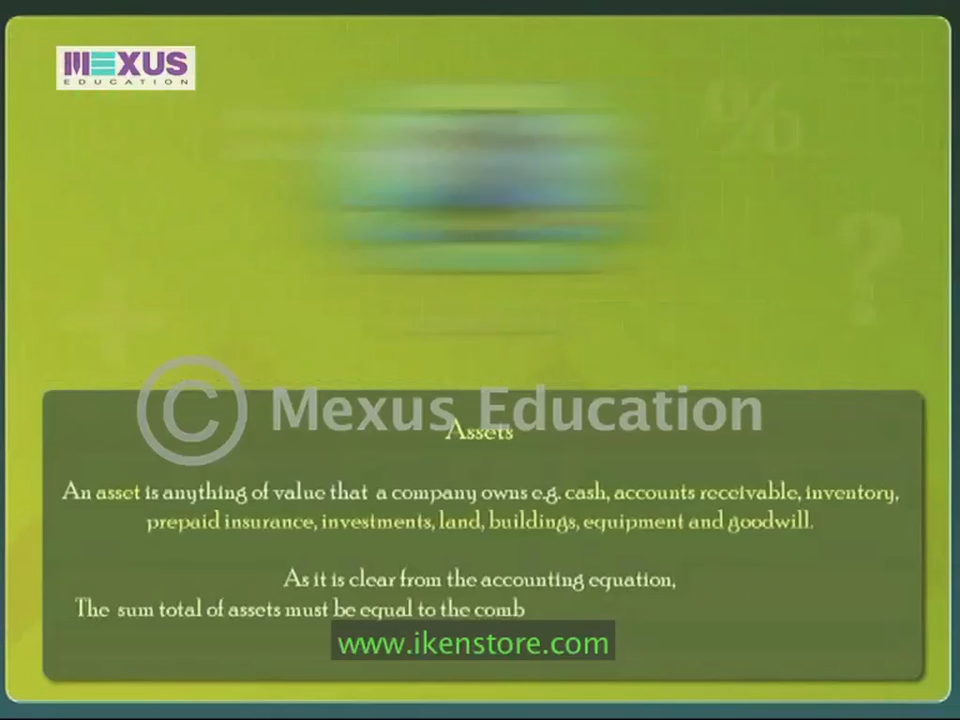 MEXUS
EDUCATION
%
?
© Mexus Education
Assets
An asset is anything of value that a company owns e.g. cash, accounts receivable, inventory,
prepaid insurance, investments, land, buildings, equipment and goodwill.
As it is clear from the accounting equation,
The sum total of assets must be equal to the comb
www.ikenstore.com